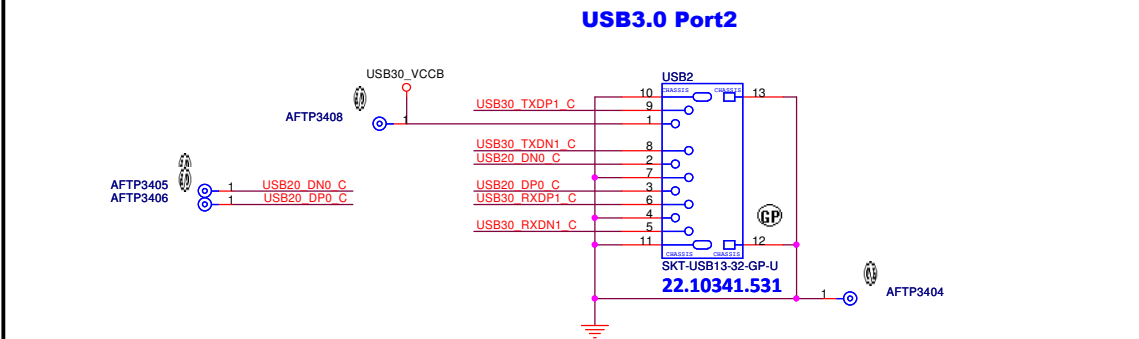 USB3.0 Port2
USB30_VCCB
USB2
AFTP3408
1
USB30_TXDP1_C
10
CHASSIS
CHASSIS
13
9
1
USB30_TXDN1_C
8
USB20_DN0_C
2
7
AFTP3405
1
USB20_DN0_C
AFTP3406
1
USB20_DP0_C
USB20_DP0_C
3
USB30_RXDP1_C
6
4
GP
USB30_RXDN1_C
5
11
CHASSIS
CHASSIS
12
SKT-USB13-32-GP-U
22.10341.531
1
AFTP3404